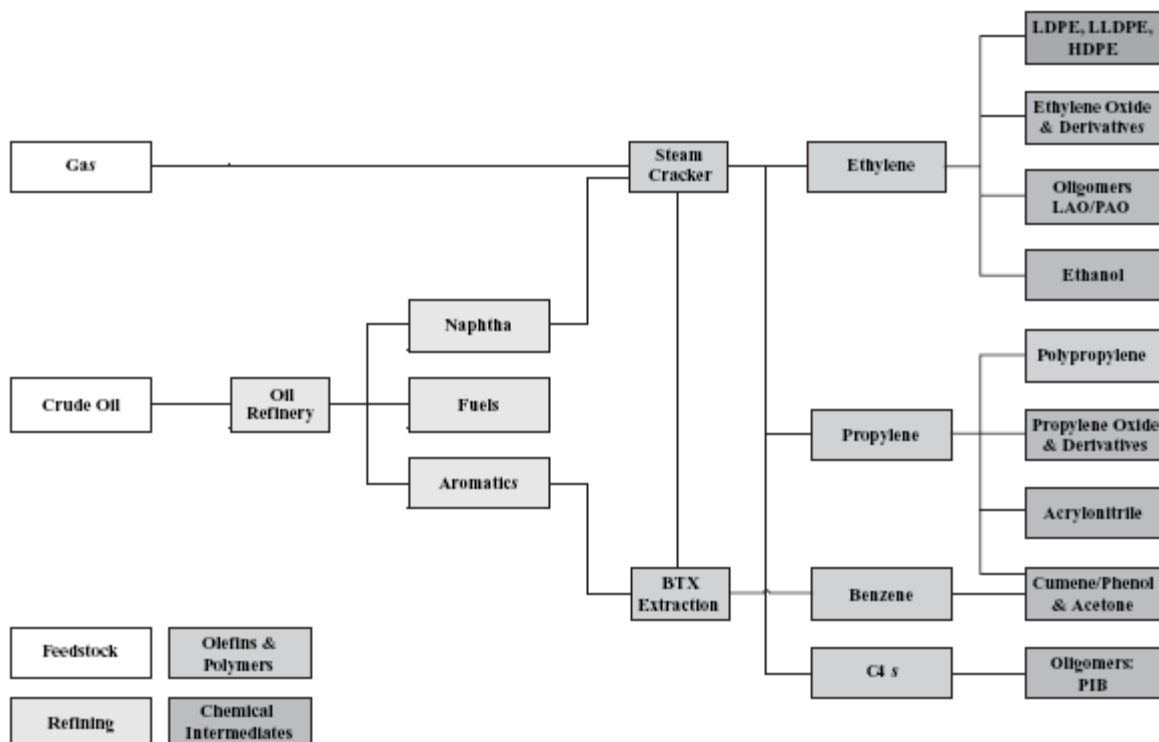 LDPE, LLDPE,
HDPE
Ethylene Oxide
& Derivatives
Gas
Steam
Cracker
Ethylene
Oligomers
LAO/PAO
Ethanol
Naphtha
Polypropylene
Crude Oil
Oil
Refinery
Fuels
Propylene
Propylene Oxide
& Derivatives
Aromatics
Acrylonitrile
BTX
Extraction
Benzene
Cumene/Phenol
& Acetone
Feedstock
Olefins &
Polymers
C4 s
Oligomers:
PIB
Refining
Chemical
Intermediates